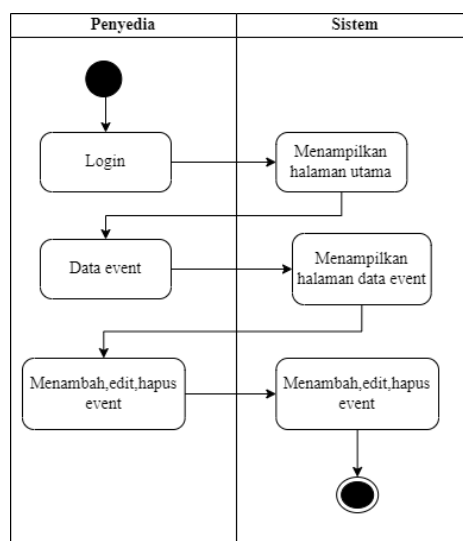 Penyedia
Sistem
Login
Menampilkan
halaman utama
Data event
Menampilkan
halaman data event
Menambah,edit,hapus
event
Menambah,edit,hapus
event